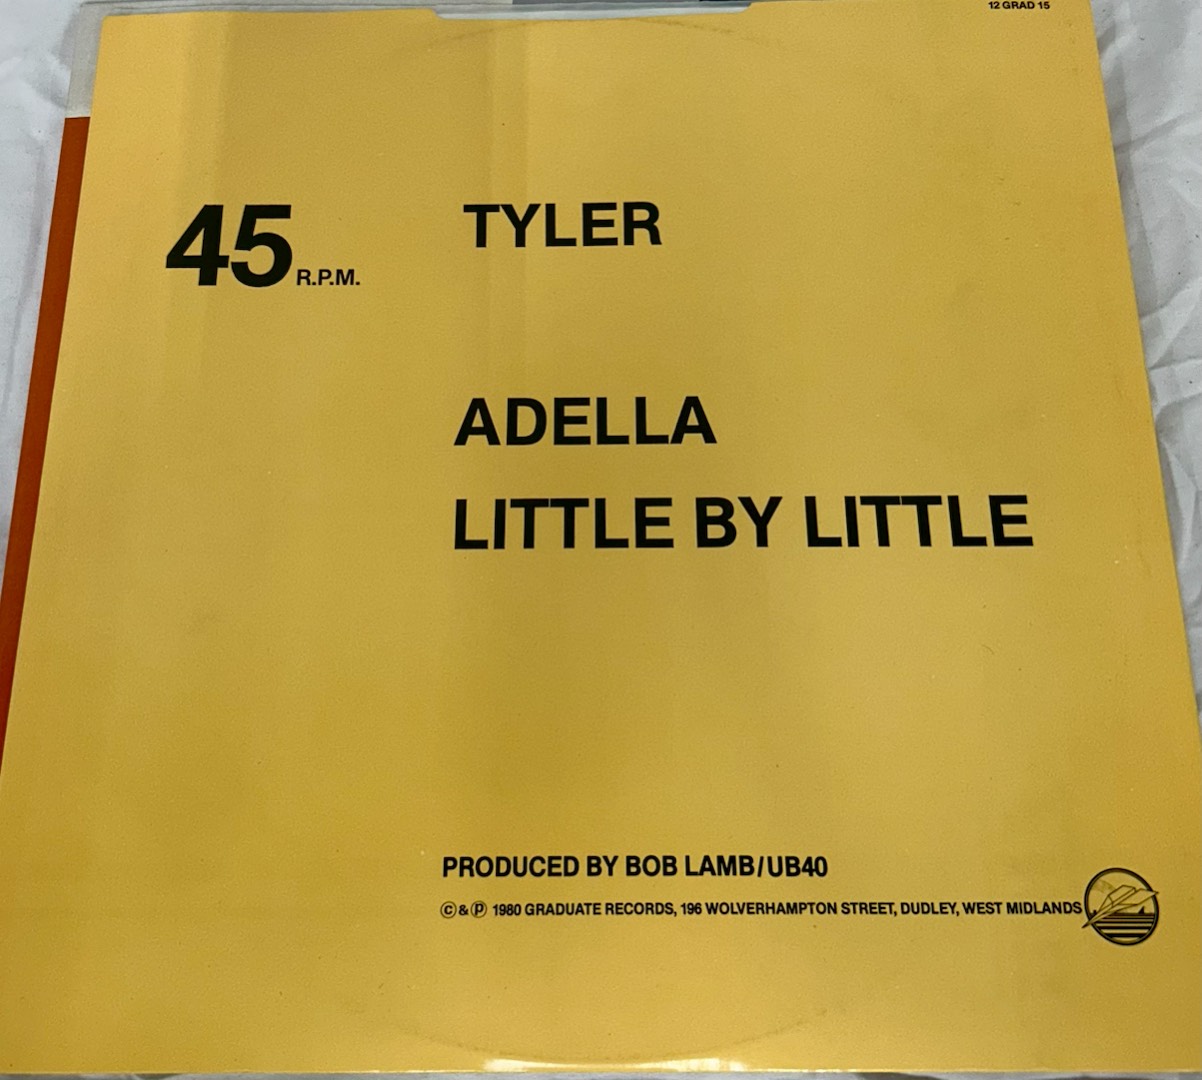 12 GRAD 15
45 R.P.M.
TYLER
ADELLA
LITTLE BY LITTLE
PRODUCED BY BOB LAMB/UB40
©&℗ 1980 GRADUATE RECORDS, 196 WOLVERHAMPTON STREET, DUDLEY, WEST MIDLANDS